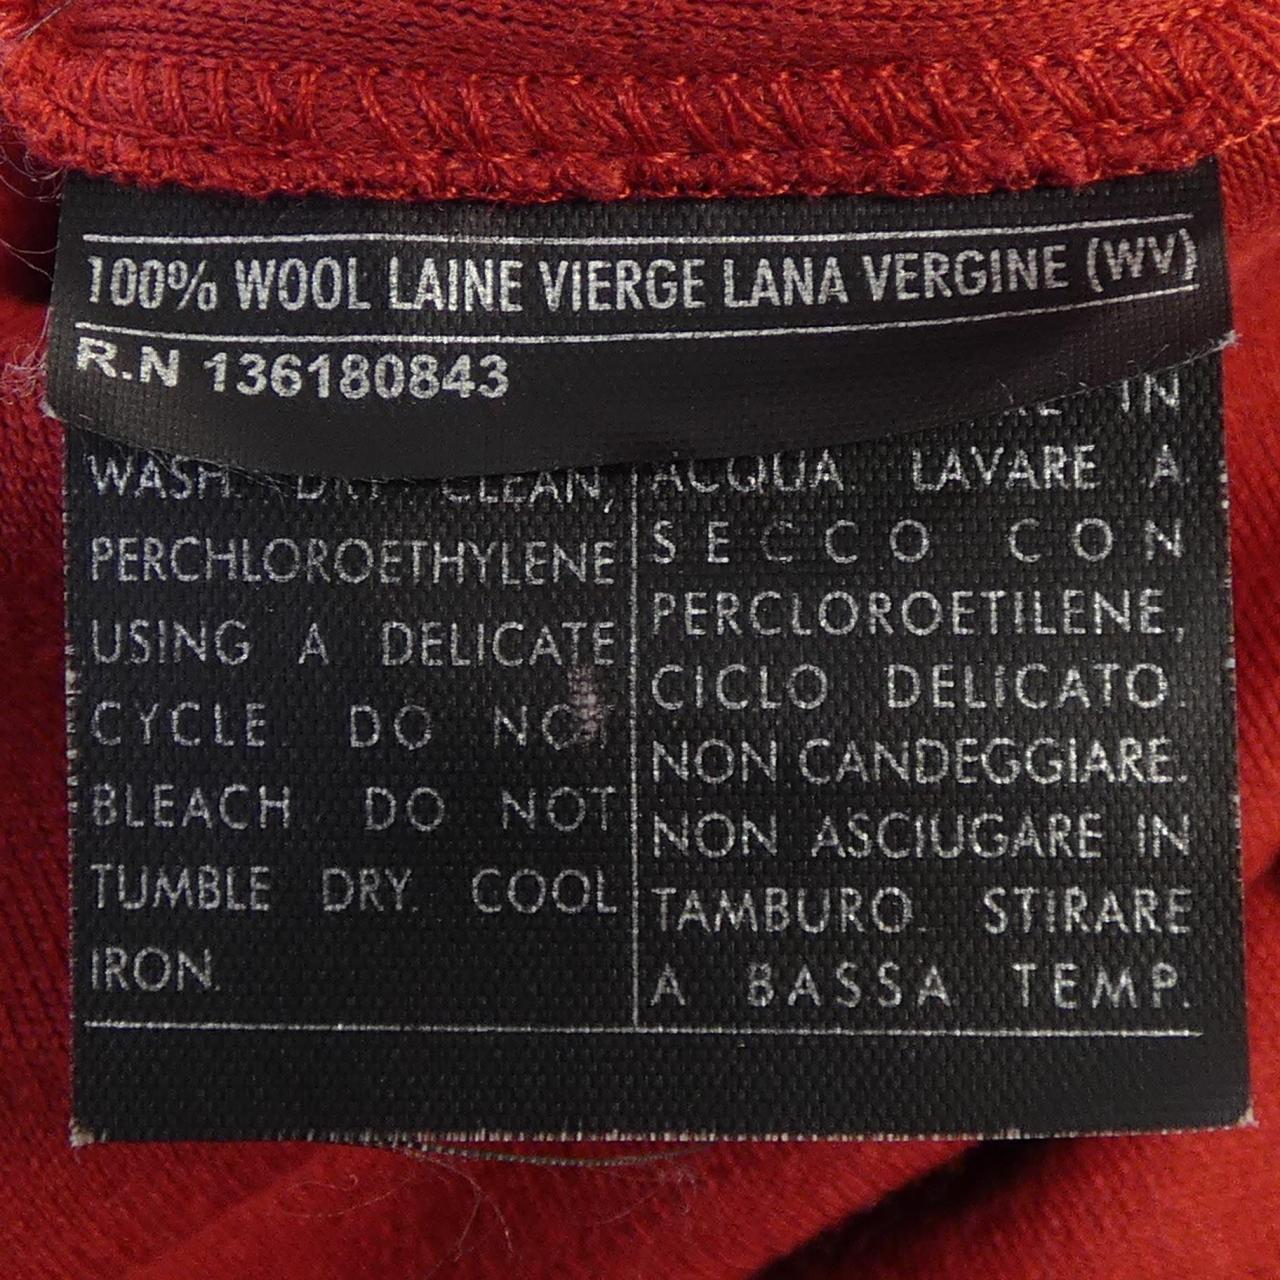 100% WOOL LAINE VIERGE LANA VERGINE (WV)
R.N 136180843
WASH. DRY CLEAN,
PERCHLOROETHYLENE
USING A DELICATE
CYCLE. DO NOT
BLEACH DO NOT
TUMBLE DRY. COOL
IRON.
IN
ACQUA. LAVARE A
SECCO CON
PERCLOROETILENE,
CICLO DELICATO.
NON CANDEGGIARE.
NON ASCIUGARE IN
TAMBURO. STIRARE
A BASSA TEMP.